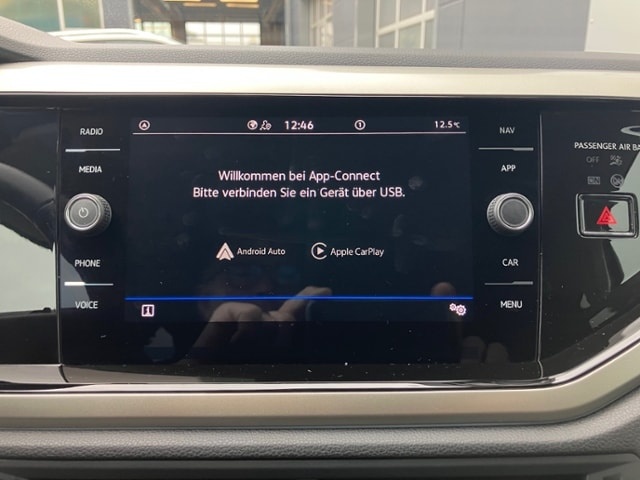 RADIO
MEDIA
PHONE
VOICE
12:46
12.5°C
Willkommen bei App-Connect
Bitte verbinden Sie ein Gerät über USB.
Android Auto
Apple CarPlay
NAV
APP
CAR
MENU
PASSENGER AIR BA
OFF